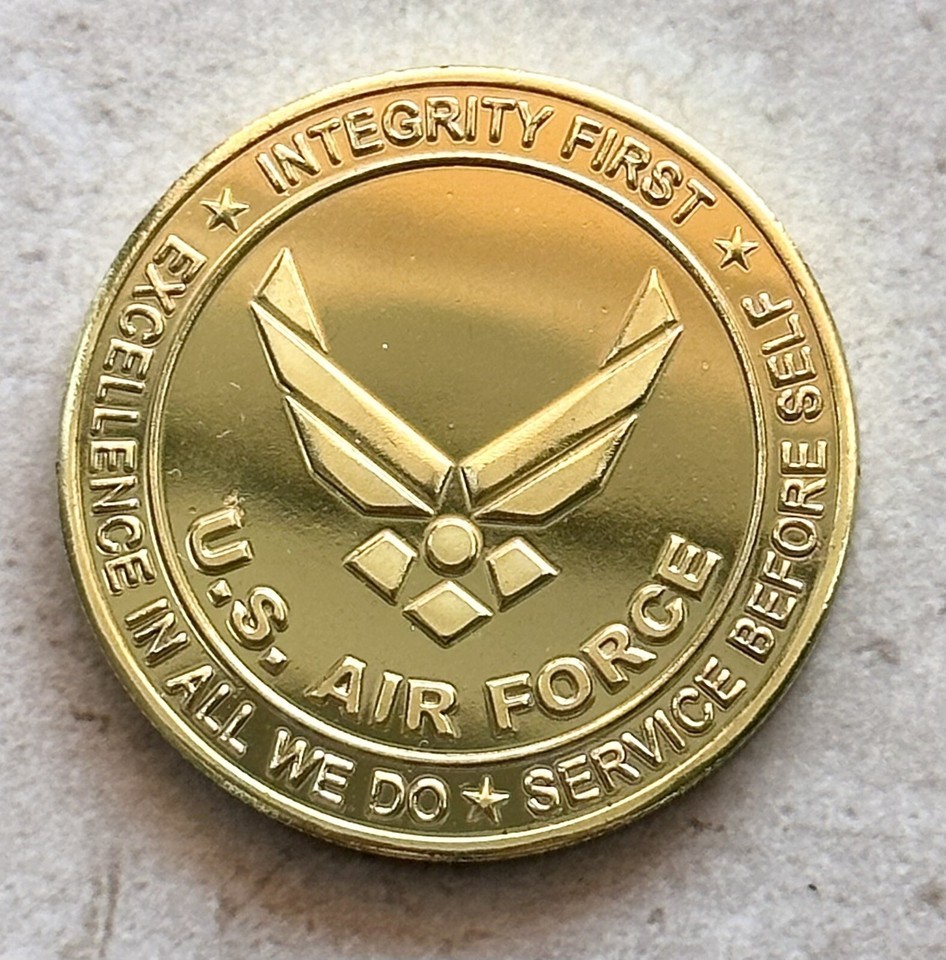 INTEGRITY FIRST
SERVICE BEFORE SELF
EXCELLENCE IN ALL WE DO
U.S. AIR FORCE